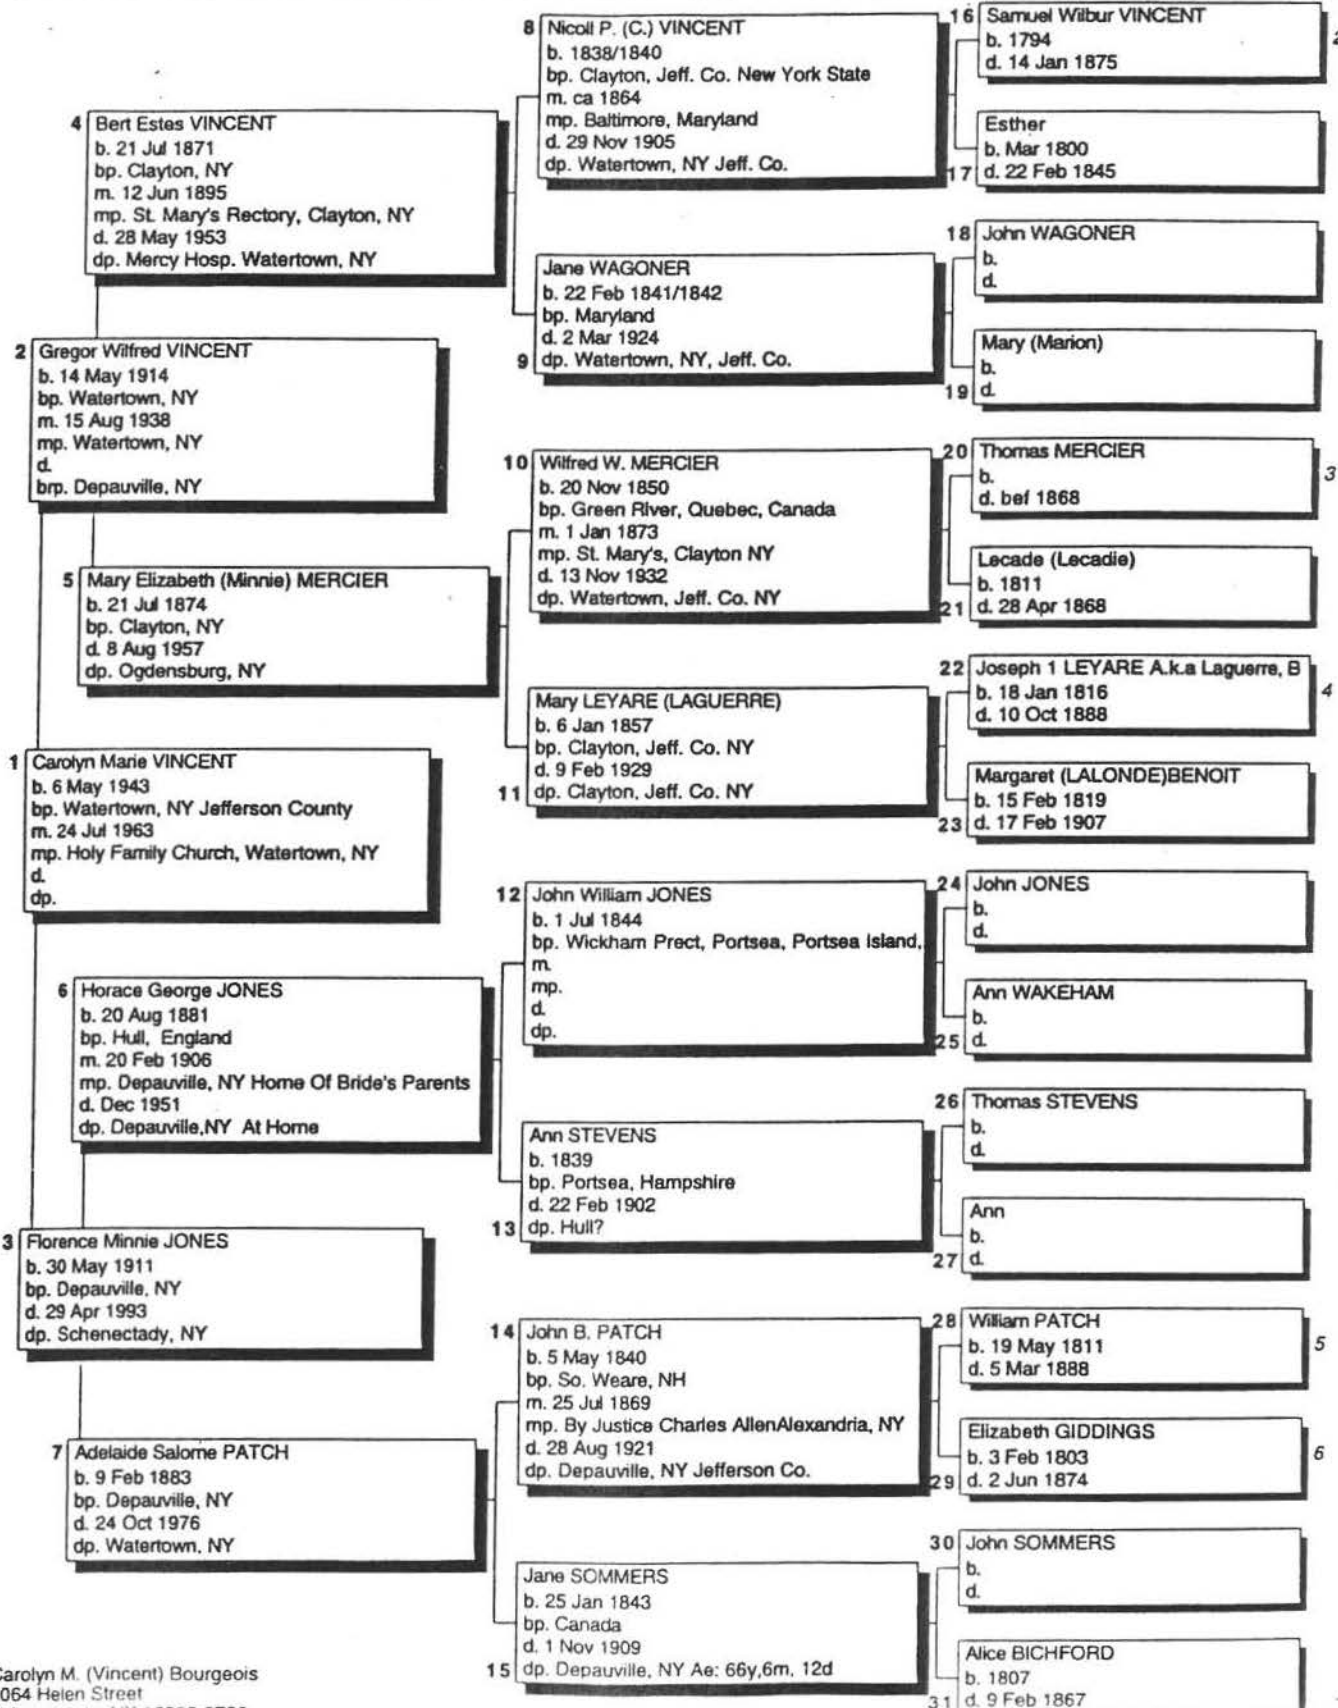 8 Nicoll P. (C.) VINCENT
b. 1838/1840
bp. Clayton, Jeff. Co. New York State
m. ca 1864
mp. Baltimore, Maryland
d. 29 Nov 1905
dp. Watertown, NY Jeff. Co.
16 Samuel Wilbur VINCENT
b. 1794
d. 14 Jan 1875
2
Esther
b. Mar 1800
17 d. 22 Feb 1845
4 Bert Estes VINCENT
b. 21 Jul 1871
bp. Clayton, NY
m. 12 Jun 1895
mp. St. Mary's Rectory, Clayton, NY
d. 28 May 1953
dp. Mercy Hosp. Watertown, NY
Jane WAGONER
b. 22 Feb 1841/1842
bp. Maryland
d. 2 Mar 1924
9 dp. Watertown, NY, Jeff. Co.
18 John WAGONER
b.
d.
Mary (Marion)
b.
19 d.
2 Gregor Wilfred VINCENT
b. 14 May 1914
bp. Watertown, NY
m. 15 Aug 1938
mp. Watertown, NY
d.
brp. Depauville, NY
10 Wilfred W. MERCIER
b. 20 Nov 1850
bp. Green River, Quebec, Canada
m. 1 Jan 1873
mp. St. Mary's, Clayton NY
d. 13 Nov 1932
dp. Watertown, Jeff. Co. NY
20 Thomas MERCIER
b.
d. bef 1868
3
Lecade (Lecadie)
b. 1811
21 d. 28 Apr 1868
5 Mary Elizabeth (Minnie) MERCIER
b. 21 Jul 1874
bp. Clayton, NY
d. 8 Aug 1957
dp. Ogdensburg, NY
Mary LEYARE (LAGUERRE)
b. 6 Jan 1857
bp. Clayton, Jeff. Co. NY
d. 9 Feb 1929
11 dp. Clayton, Jeff. Co. NY
22 Joseph 1 LEYARE A.k.a Laguerre, B
b. 18 Jan 1816
d. 10 Oct 1888
4
Margaret (LALONDE)BENOIT
b. 15 Feb 1819
23 d. 17 Feb 1907
1 Carolyn Marie VINCENT
b. 6 May 1943
bp. Watertown, NY Jefferson County
m. 24 Jul 1963
mp. Holy Family Church, Watertown, NY
d.
dp.
12 John William JONES
b. 1 Jul 1844
bp. Wickham Prect, Portsea, Portsea Island,
m.
mp.
d.
dp.
24 John JONES
b.
d.
Ann WAKEHAM
b.
25 d.
6 Horace George JONES
b. 20 Aug 1881
bp. Hull, England
m. 20 Feb 1906
mp. Depauville, NY Home Of Bride's Parents
d. Dec 1951
dp. Depauville,NY At Home
Ann STEVENS
b. 1839
bp. Portsea, Hampshire
d. 22 Feb 1902
13 dp. Hull?
26 Thomas STEVENS
b.
d.
Ann
b.
27 d.
3 Florence Minnie JONES
b. 30 May 1911
bp. Depauville, NY
d. 29 Apr 1993
dp. Schenectady, NY
14 John B. PATCH
b. 5 May 1840
bp. So. Weare, NH
m. 25 Jul 1869
mp. By Justice Charles AllenAlexandria, NY
d. 28 Aug 1921
dp. Depauville, NY Jefferson Co.
28 William PATCH
b. 19 May 1811
d. 5 Mar 1888
5
Elizabeth GIDDINGS
b. 3 Feb 1803
29 d. 2 Jun 1874
6
7 Adelaide Salome PATCH
b. 9 Feb 1883
bp. Depauville, NY
d. 24 Oct 1976
dp. Watertown, NY
Jane SOMMERS
b. 25 Jan 1843
bp. Canada
d. 1 Nov 1909
15 dp. Depauville, NY Ae: 66y,6m, 12d
30 John SOMMERS
b.
d.
Alice BICHFORD
b. 1807
31 d. 9 Feb 1867
Carolyn M. (Vincent) Bourgeois
064 Helen Street